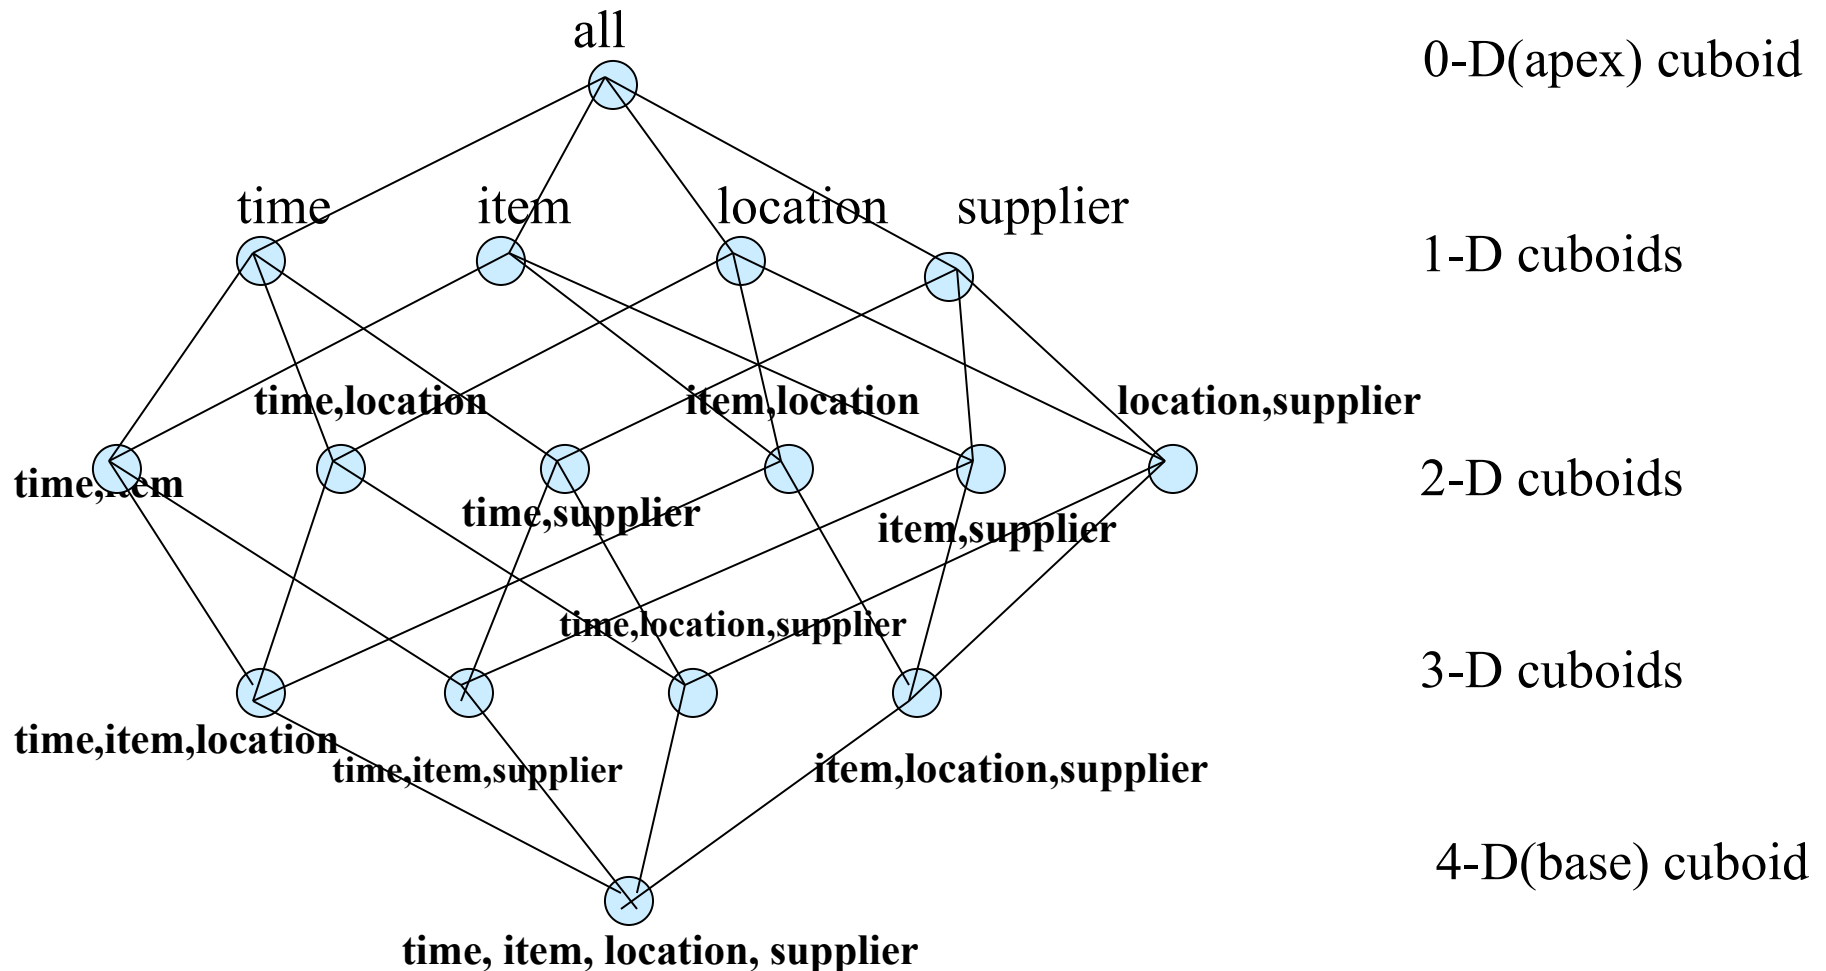 all
0-D(apex) cuboid
time
item
location
supplier
1-D cuboids
time,location
item,location
location,supplier
time,item
2-D cuboids
time,supplier
item,supplier
time,location,supplier
3-D cuboids
time,item,location
time,item,supplier
item,location,supplier
4-D(base) cuboid
time, item, location, supplier